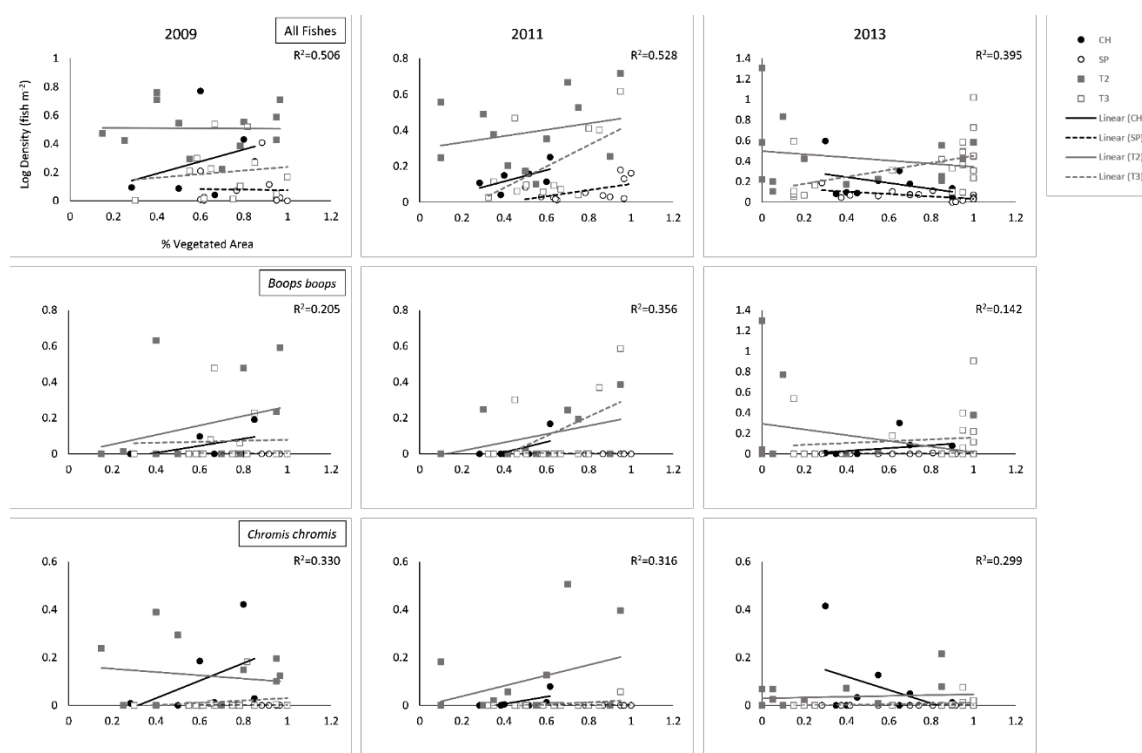 2009
All Fishes
R²=0.506
Log Density (fish m⁻²)
1
0.8
0.6
0.4
0.2
0
0 0.2 0.4 0.6 0.8 1 1.2
% Vegetated Area
2011
R²=0.528
0.8
0.6
0.4
0.2
0
0 0.2 0.4 0.6 0.8 1 1.2
2013
R²=0.395
1.4
1.2
1
0.8
0.6
0.4
0.2
0
0 0.2 0.4 0.6 0.8 1 1.2
CH
SP
T2
T3
Linear (CH
Linear (SP)
Linear (T2)
Linear (T3)
Boops boops
R²=0.205
0.8
0.6
0.4
0.2
0
0 0.2 0.4 0.6 0.8 1 1.2
R²=0.356
0.8
0.6
0.4
0.2
0
0 0.2 0.4 0.6 0.8 1 1.2
R²=0.142
1.4
1.2
1
0.8
0.6
0.4
0.2
0
0 0.2 0.4 0.6 0.8 1 1.2
Chromis chromis
R²=0.330
0.6
0.4
0.2
0
0 0.2 0.4 0.6 0.8 1 1.2
R²=0.316
0.6
0.4
0.2
0
0 0.2 0.4 0.6 0.8 1 1.2
R²=0.299
0.6
0.4
0.2
0
0 0.2 0.4 0.6 0.8 1 1.2